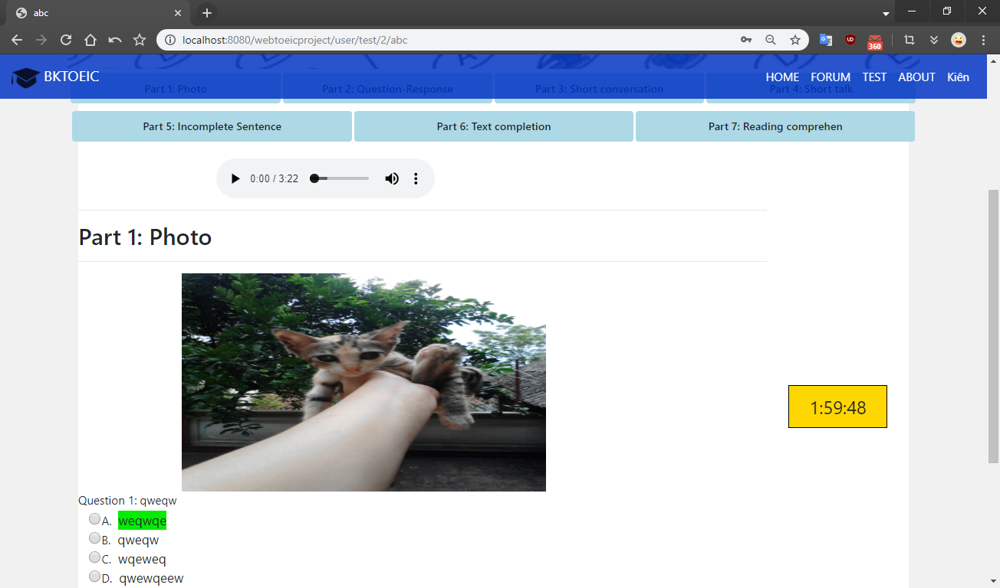 abc
localhost:8080/webtoeicproject/user/test/2/abc
360
BKTOEIC
HOME FORUM TEST ABOUT Kiên
Part 1: Photo Part 2: Question-Response Part 3: Short conversation Part 4: Short talk
Part 5: Incomplete Sentence Part 6: Text completion Part 7: Reading comprehen
0:00 / 3:22
Part 1: Photo
1:59:48
Question 1: qweqw
A. weqwqe
B. qweqw
C. wqeweq
D. qwewqeew